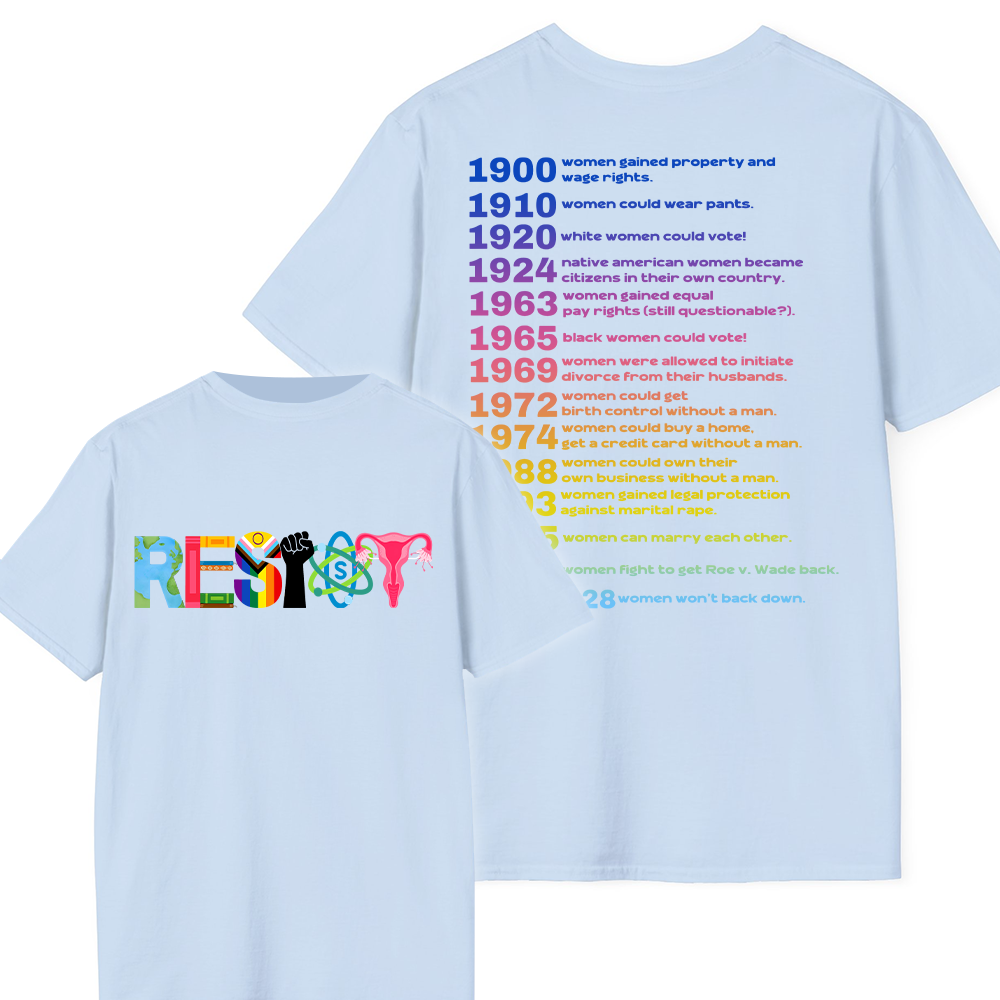 1900 women gained property and
wage rights.
1910 women could wear pants.
1920 white women could vote!
1924 native american women became
citizens in their own country.
1963 women gained equal
pay rights (still questionable?).
1965 black women could vote!
1969 women were allowed to initiate
divorce from their husbands.
1972 women could get
birth control without a man.
1974 women could buy a home,
get a credit card without a man.
88 women could own their
own business without a man.
93 women gained legal protection
against marital rape.
5 women can marry each other.
women fight to get Roe v. Wade back.
28 women won't back down.
RESIST